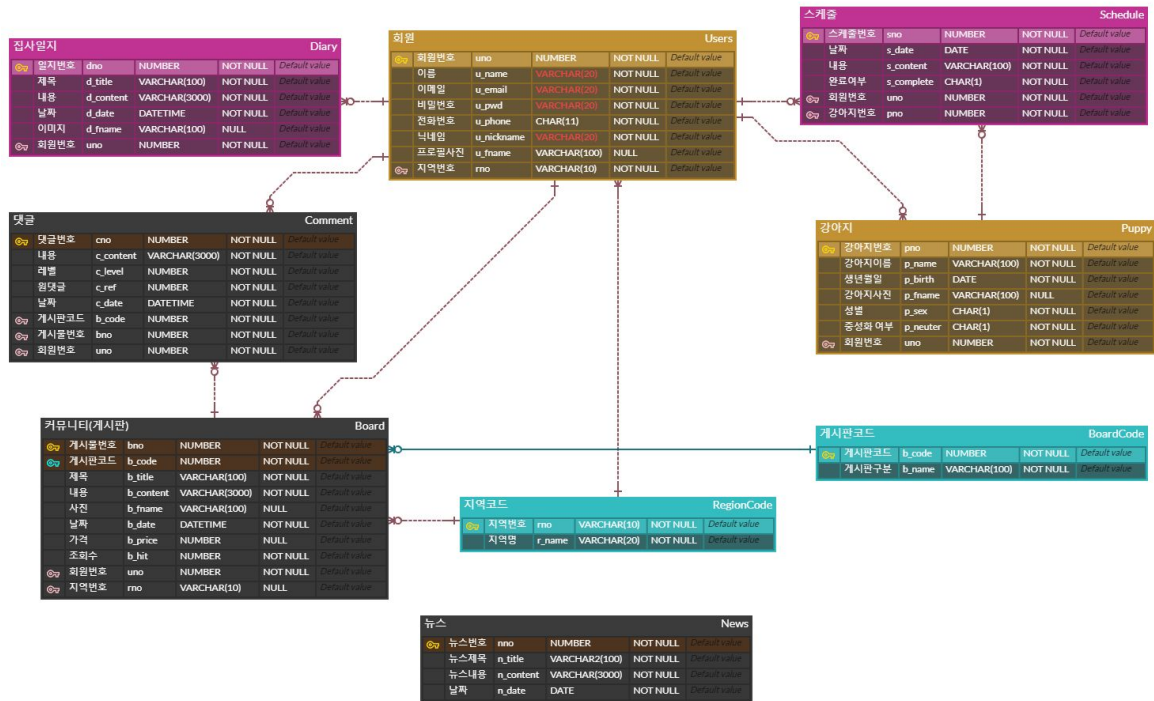 집사일지 Diary
일지번호 dno NUMBER NOT NULL Default value
제목 d_title VARCHAR(100) NOT NULL Default value
내용 d_content VARCHAR(3000) NOT NULL Default value
날짜 d_date DATETIME NOT NULL Default value
이미지 d_fname VARCHAR(100) NULL Default value
회원번호 uno NUMBER NOT NULL Default value
회원 Users
회원번호 uno NUMBER NOT NULL Default value
이름 u_name VARCHAR(20) NOT NULL Default value
이메일 u_email VARCHAR(20) NOT NULL Default value
비밀번호 u_pwd VARCHAR(20) NOT NULL Default value
전화번호 u_phone CHAR(11) NOT NULL Default value
닉네임 u_nickname VARCHAR(20) NOT NULL Default value
프로필사진 u_fname VARCHAR(100) NULL Default value
지역번호 rno VARCHAR(10) NOT NULL Default value
스케줄 Schedule
스케줄번호 sno NUMBER NOT NULL Default value
날짜 s_date DATE NOT NULL Default value
내용 s_content VARCHAR(100) NOT NULL Default value
완료여부 s_complete CHAR(1) NOT NULL Default value
회원번호 uno NUMBER NOT NULL Default value
강아지번호 pno NUMBER NOT NULL Default value
댓글 Comment
댓글번호 cno NUMBER NOT NULL Default value
내용 c_content VARCHAR(3000) NOT NULL Default value
레벨 c_level NUMBER NOT NULL Default value
원댓글 c_ref NUMBER NOT NULL Default value
날짜 c_date DATETIME NOT NULL Default value
게시판코드 b_code NUMBER NOT NULL Default value
게시물번호 bno NUMBER NOT NULL Default value
회원번호 uno NUMBER NOT NULL Default value
강아지 Puppy
강아지번호 pno NUMBER NOT NULL Default value
강아지이름 p_name VARCHAR(100) NOT NULL Default value
생년월일 p_birth DATE NOT NULL Default value
강아지사진 p_fname VARCHAR(100) NULL Default value
성별 p_sex CHAR(1) NOT NULL Default value
중성화 여부 p_neuter CHAR(1) NOT NULL Default value
회원번호 uno NUMBER NOT NULL Default value
커뮤니티(게시판) Board
게시물번호 bno NUMBER NOT NULL Default value
게시판코드 b_code NUMBER NOT NULL Default value
제목 b_title VARCHAR(100) NOT NULL Default value
내용 b_content VARCHAR(3000) NOT NULL Default value
사진 b_fname VARCHAR(100) NULL Default value
날짜 b_date DATETIME NOT NULL Default value
가격 b_price NUMBER NULL Default value
조회수 b_hit NUMBER NOT NULL Default value
회원번호 uno NUMBER NOT NULL Default value
지역번호 rno VARCHAR(10) NULL Default value
게시판코드 BoardCode
게시판코드 b_code NUMBER NOT NULL Default value
게시판구분 b_name VARCHAR(100) NOT NULL Default value
지역코드 RegionCode
지역번호 rno VARCHAR(10) NOT NULL Default value
지역명 r_name VARCHAR(20) NOT NULL Default value
뉴스 News
뉴스번호 nno NUMBER NOT NULL Default value
뉴스제목 n_title VARCHAR2(100) NOT NULL Default value
뉴스내용 n_content VARCHAR(3000) NOT NULL Default value
날짜 n_date DATE NOT NULL Default value